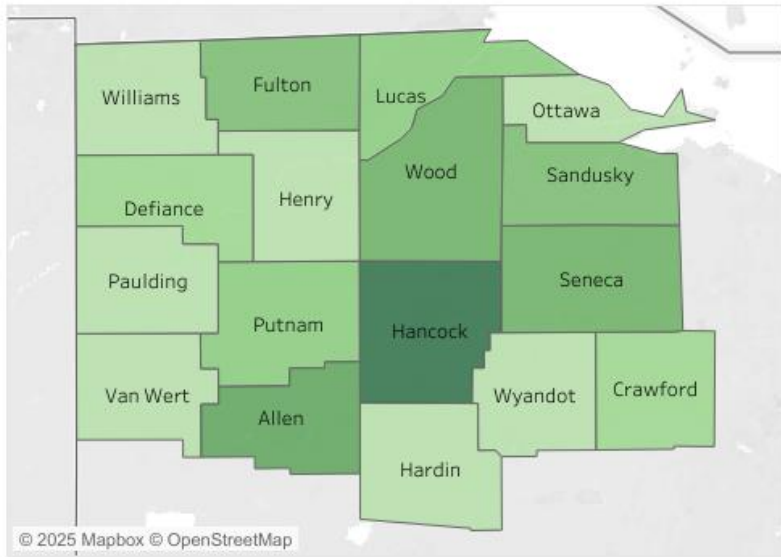 Williams
Fulton
Lucas
Ottawa
Defiance
Henry
Wood
Sandusky
Paulding
Putnam
Hancock
Seneca
Van Wert
Allen
Hardin
Wyandot
Crawford
© 2025 Mapbox © OpenStreetMap